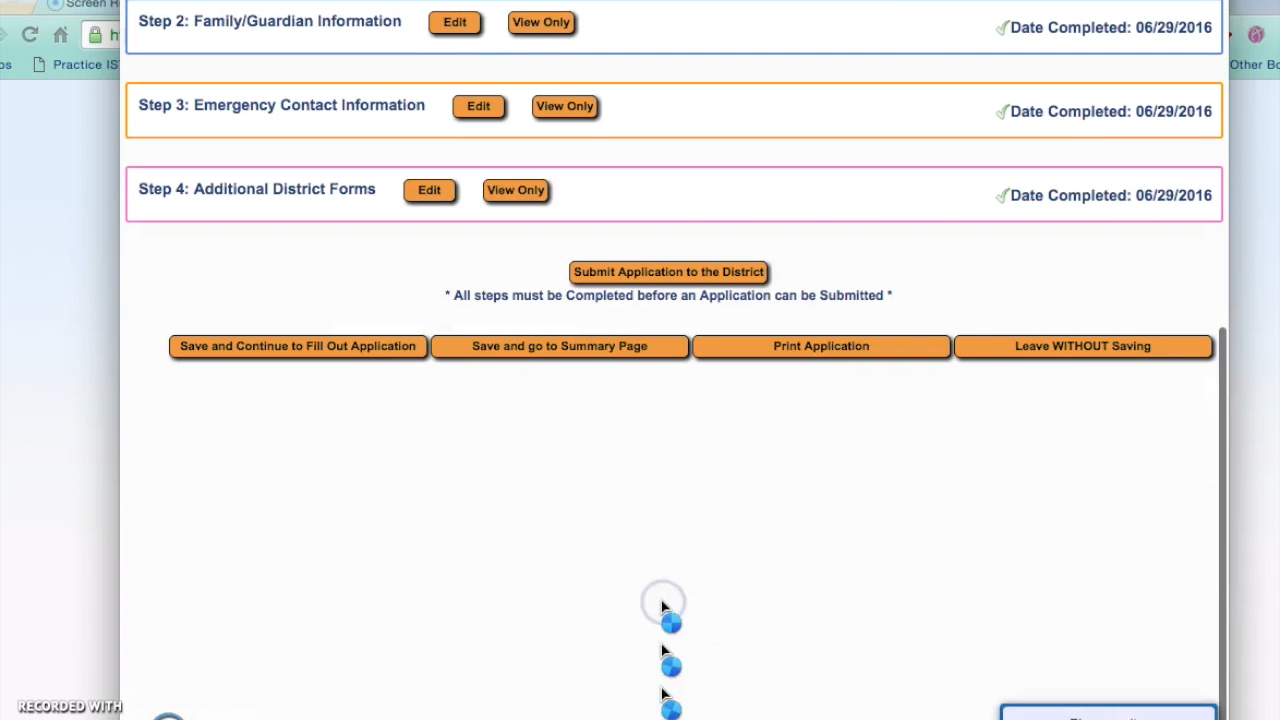 Screen R
h
Practice IS
Other Bo
Step 2: Family/Guardian Information Edit View Only Date Completed: 06/29/2016
Step 3: Emergency Contact Information Edit View Only Date Completed: 06/29/2016
Step 4: Additional District Forms Edit View Only Date Completed: 06/29/2016
Submit Application to the District
* All steps must be Completed before an Application can be Submitted *
Save and Continue to Fill Out Application Save and go to Summary Page Print Application Leave WITHOUT Saving
RECORDED WITH